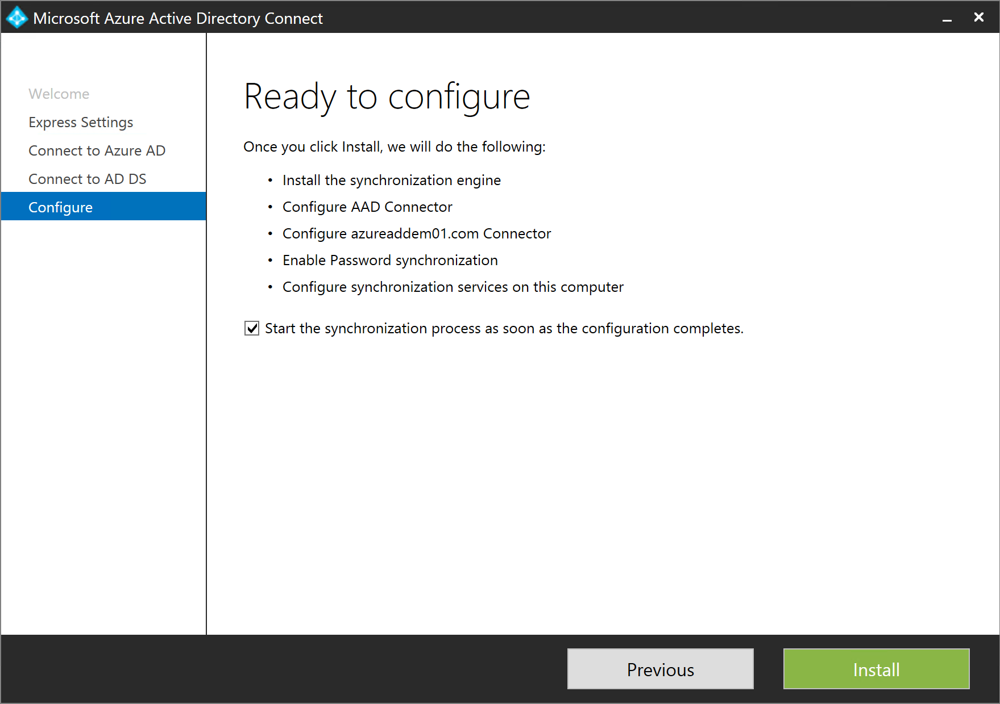 Microsoft Azure Active Directory Connect
Welcome
Express Settings
Connect to Azure AD
Connect to AD DS
Configure
Ready to configure
Once you click Install, we will do the following:
• Install the synchronization engine
• Configure AAD Connector
• Configure azureaddem01.com Connector
• Enable Password synchronization
• Configure synchronization services on this computer
Start the synchronization process as soon as the configuration completes.
Previous
Install